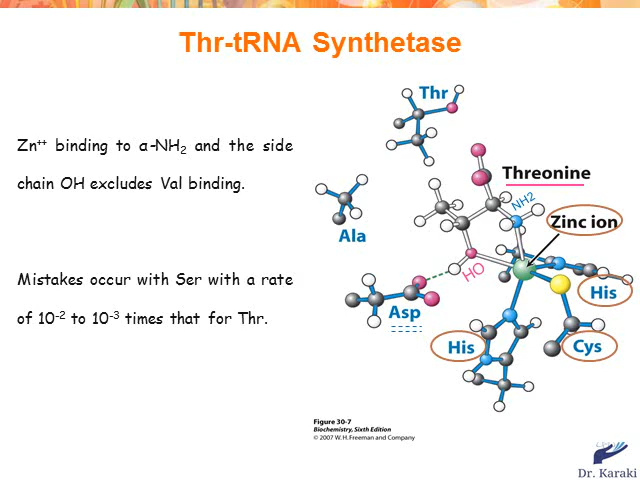 Thr-tRNA Synthetase
Zn⁺⁺ binding to α-NH₂ and the side
chain OH excludes Val binding.
Mistakes occur with Ser with a rate
of 10⁻² to 10⁻³ times that for Thr.
Thr
Threonine
NH2
Zinc ion
Ala
HO
Asp
His
His
Cys
Figure 30-7
Biochemistry, Sixth Edition
© 2007 W. H. Freeman and Company
Dr. Karaki